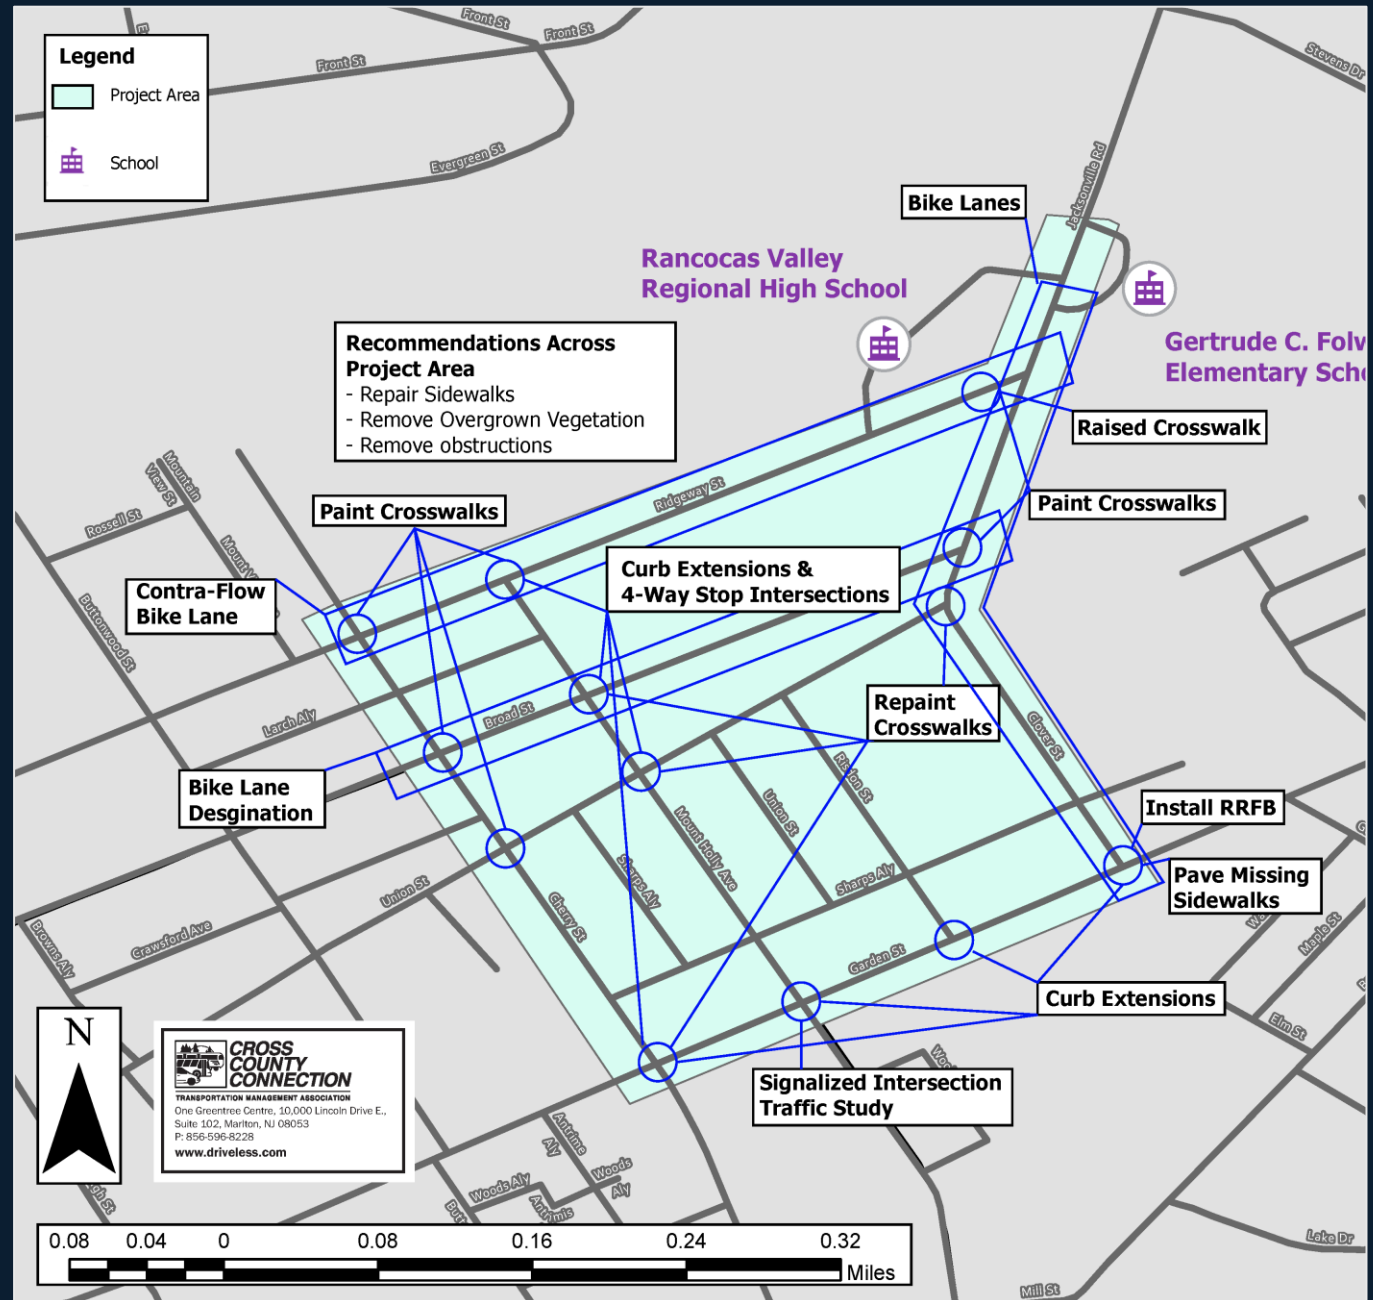 Legend
Project Area
School
Front St
Front St
Front St
Evergreen St
Stevens Dr
Jacksonville Rd
Bike Lanes
Rancocas Valley
Regional High School
Gertrude C. Folw
Elementary Scho
Recommendations Across
Project Area
- Repair Sidewalks
- Remove Overgrown Vegetation
- Remove obstructions
Raised Crosswalk
Ridgeway St
Paint Crosswalks
Paint Crosswalks
Mountain
View St
Rossell St
Buttonwood St
Contra-Flow
Bike Lane
Curb Extensions &
4-Way Stop Intersections
Larch Aly
Broad St
Repaint
Crosswalks
Clover St
Risdon St
Union St
Bike Lane
Desgination
Mount Holly Ave
Install RRFB
Sharps Aly
Sharps Aly
Pave Missing
Sidewalks
Union St
Cherry St
Crawsford Ave
Browns Aly
Maple St
Garden St
Curb Extensions
Elm St
Signalized Intersection
Traffic Study
N
CROSS
COUNTY
CONNECTION
TRANSPORTATION MANAGEMENT ASSOCIATION
One Greentree Centre, 10,000 Lincoln Drive E.,
Suite 102, Marlton, NJ 08053
P: 856-596-8228
www.driveless.com
Antrime
Aly
Woods Aly
Woods
Aly
Antrmis
Lake Dr
Mill St
0.08 0.04 0 0.08 0.16 0.24 0.32
Miles